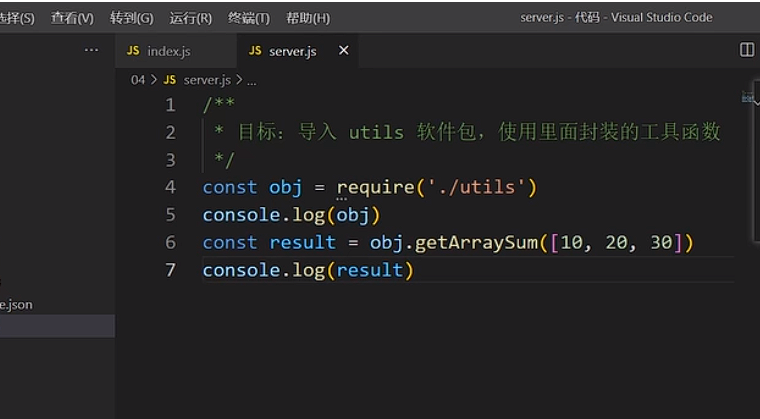 选择(S) 查看(V) 转到(G) 运行(R) 终端(T) 帮助(H) server.js - 代码 - Visual Studio Code
··· JS index.js JS server.js ×
04 > JS server.js > ...
1 /**
2 * 目标：导入 utils 软件包，使用里面封装的工具函数
3 */
4 const obj = require('./utils')
5 console.log(obj)
6 const result = obj.getArraySum([10, 20, 30])
7 console.log(result)
e.json